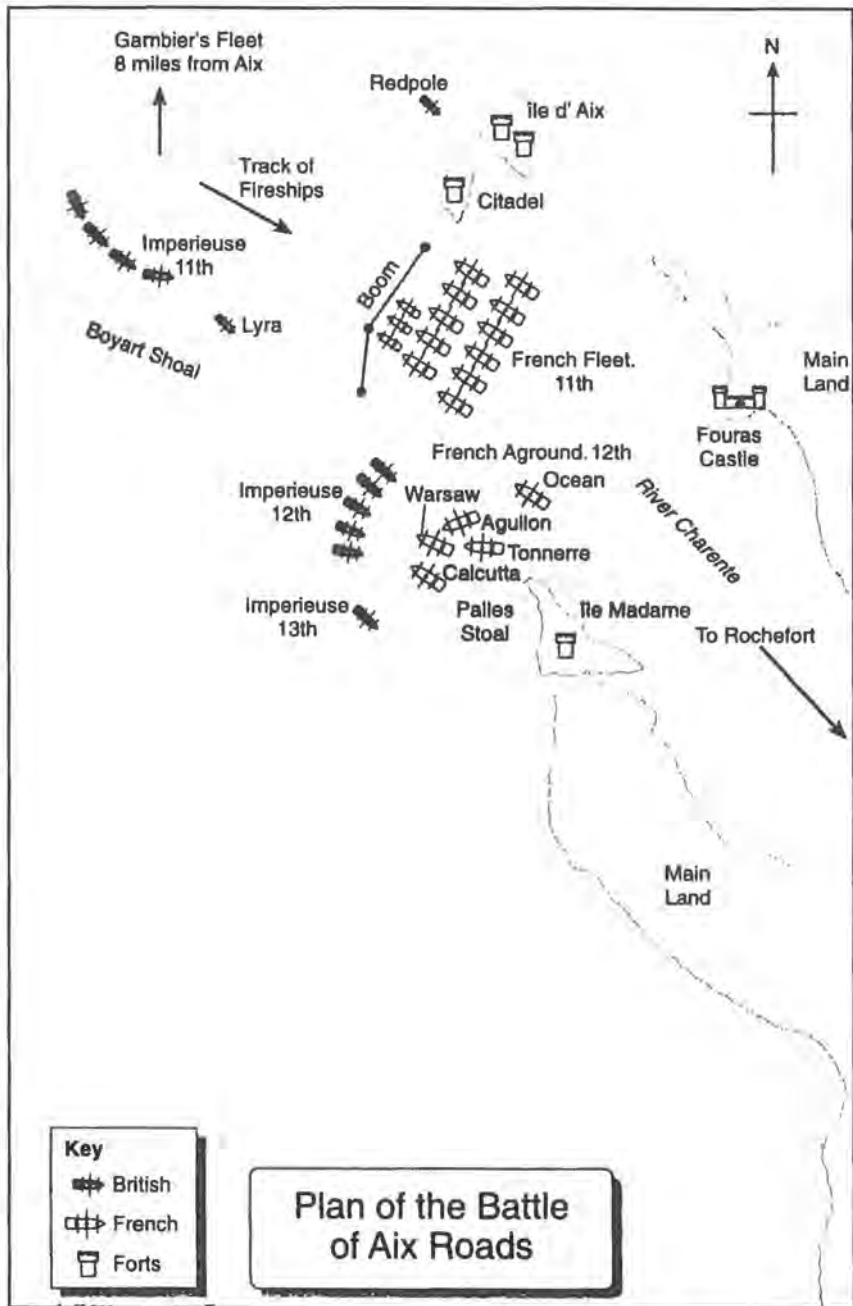 Gambier's Fleet
8 miles from Aix
Redpole
île d' Aix
N
Track of
Fireships
Citadel
Imperieuse
11th
Boom
Lyra
Boyart Shoal
French Fleet.
11th
Main
Land
Fouras
Castle
French Aground. 12th
Ocean
Imperieuse
12th
Warsaw
Aguilon
Tonnerre
River Charente
Calcutta
Imperieuse
13th
Palles
Stoal
île Madame
To Rochefort
Main
Land
Key
British
French
Forts
Plan of the Battle
of Aix Roads